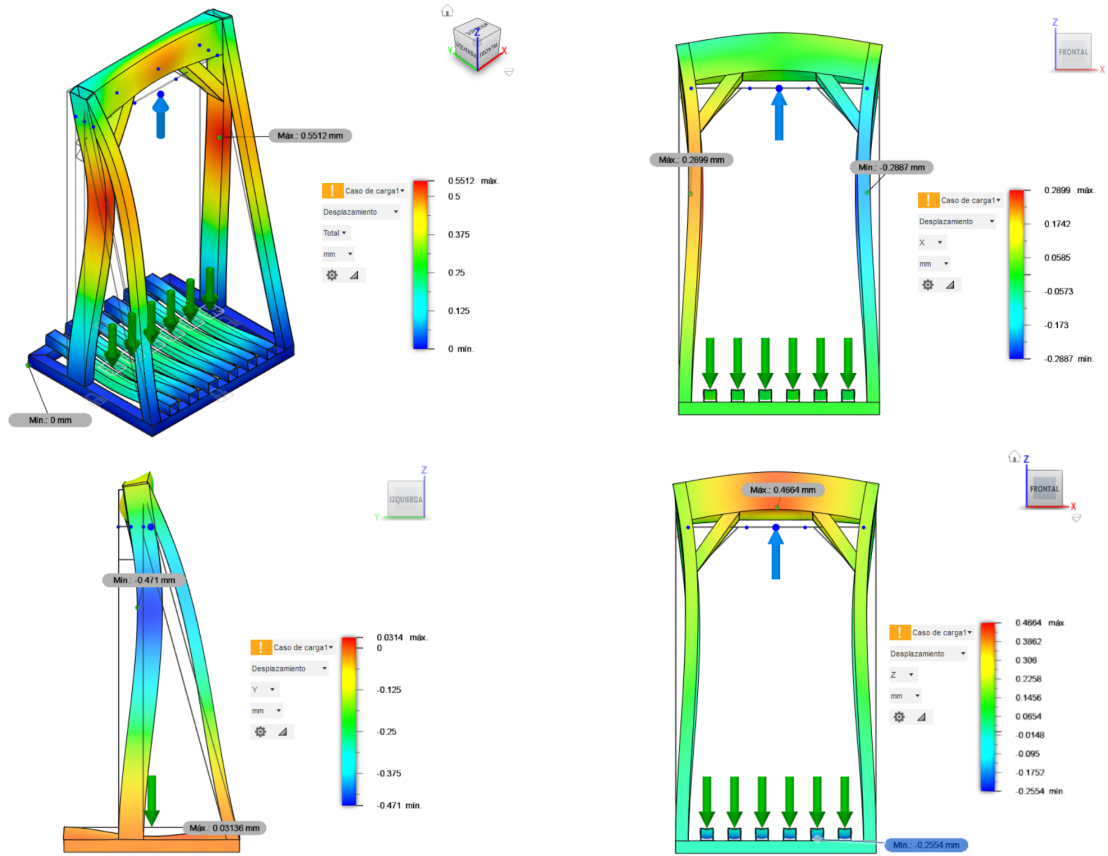 Z
Y
X
IZQUIERDA
FRONTAL
Máx.: 0.5512 mm
Caso de carga1
Desplazamiento
Total
mm
0.5512 máx.
0.5
0.375
0.25
0.125
0 mín.
Mín.: 0 mm
Z
FRONTAL
X
Máx.: 0.2899 mm
Mín.: -0.2887 mm
Caso de carga1
Desplazamiento
X
mm
0.2899 máx.
0.1742
0.0585
-0.0573
-0.173
-0.2887 mín.
Z
IZQUIERDA
Y
Mín.: -0.471 mm
Caso de carga1
Desplazamiento
Y
mm
0.0314 máx.
0
-0.125
-0.25
-0.375
-0.471 mín.
Máx.: 0.03136 mm
Z
FRONTAL
X
Máx.: 0.4664 mm
Caso de carga1
Desplazamiento
Z
mm
0.4664 máx.
0.3862
0.306
0.2258
0.1456
0.0654
-0.0148
-0.095
-0.1752
-0.2554 mín.
Mín.: -0.2554 mm